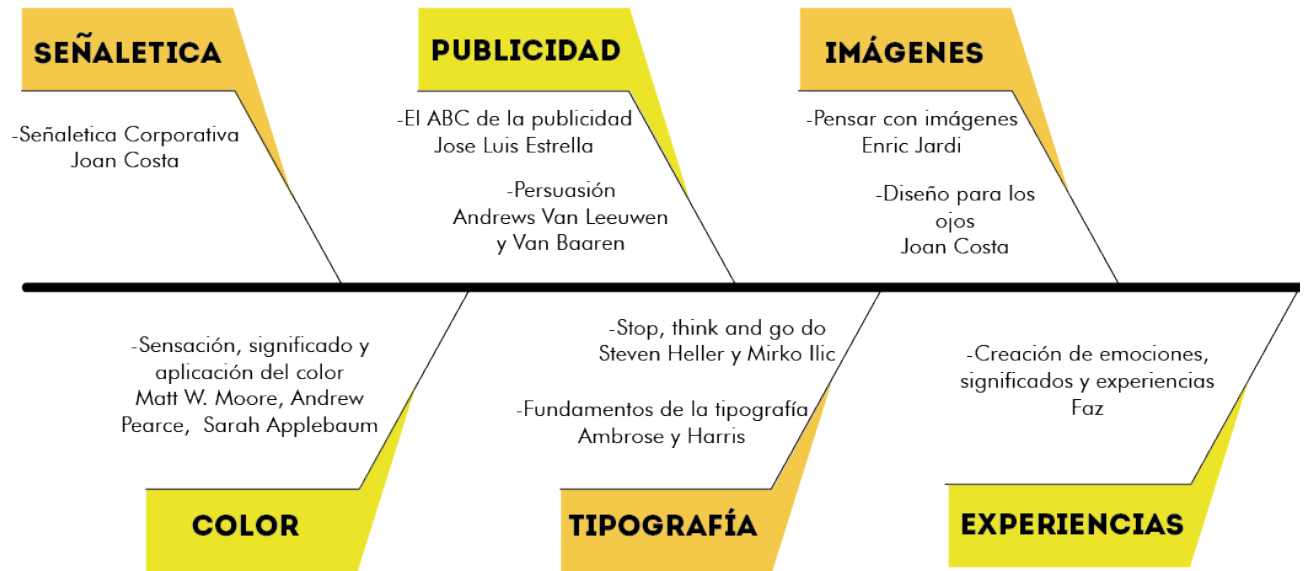 SEÑALETICA
-Señaletica Corporativa
Joan Costa
PUBLICIDAD
-El ABC de la publicidad
Jose Luis Estrella
-Persuasión
Andrews Van Leeuwen
y Van Baaren
IMÁGENES
-Pensar con imágenes
Enric Jardi
-Diseño para los
ojos
Joan Costa
-Sensación, significado y
aplicación del color
Matt W. Moore, Andrew
Pearce, Sarah Applebaum
COLOR
-Stop, think and go do
Steven Heller y Mirko Ilic
-Fundamentos de la tipografía
Ambrose y Harris
TIPOGRAFÍA
-Creación de emociones,
significados y experiencias
Faz
EXPERIENCIAS